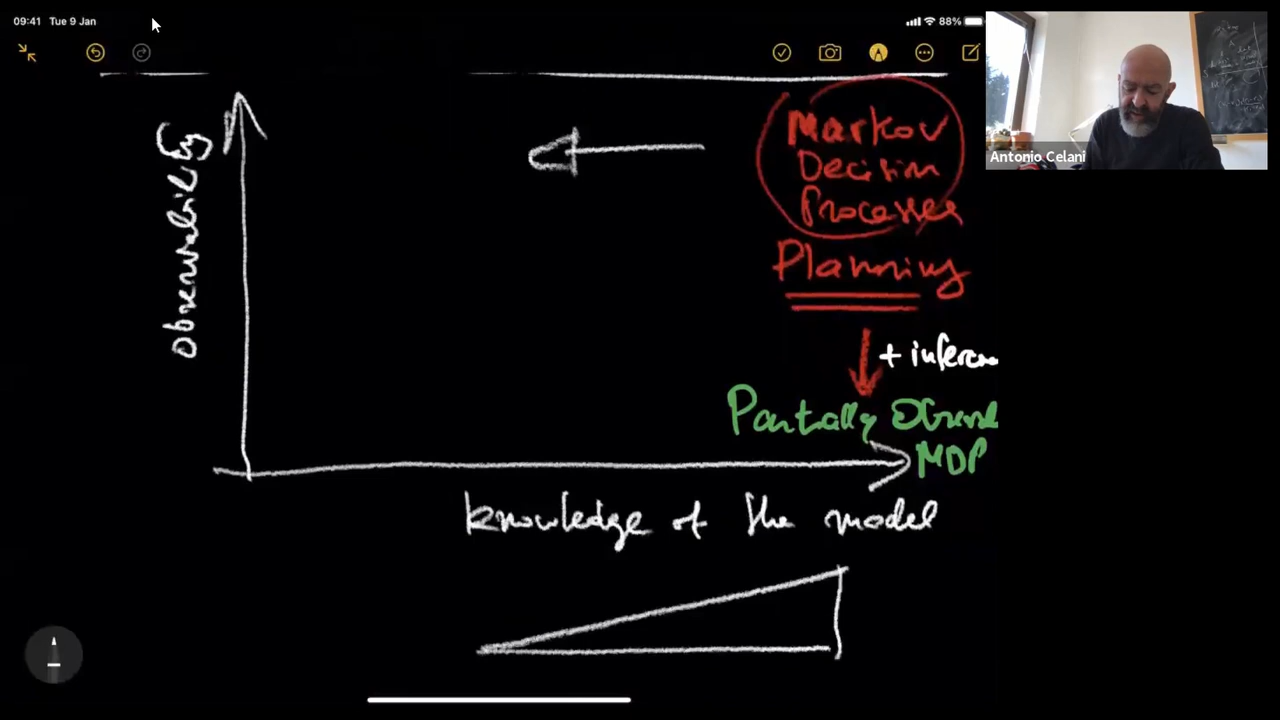 09:41 Tue 9 Jan
88%
Antonio Celani
Observability
Markov
Decision
Processes
Planning
+ inferen
Partially Observ
MDP
knowledge of the model